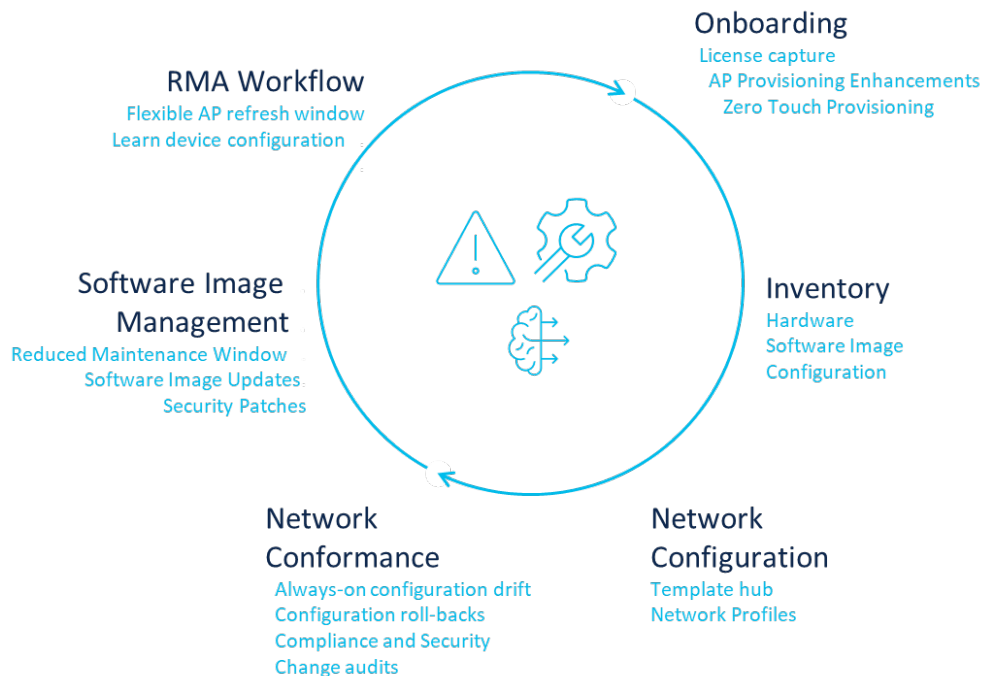 Onboarding
License capture
AP Provisioning Enhancements
Zero Touch Provisioning
RMA Workflow
Flexible AP refresh window
Learn device configuration
Software Image
Management
Reduced Maintenance Window
Software Image Updates
Security Patches
Inventory
Hardware
Software Image
Configuration
Network
Conformance
Always-on configuration drift
Configuration roll-backs
Compliance and Security
Change audits
Network
Configuration
Template hub
Network Profiles